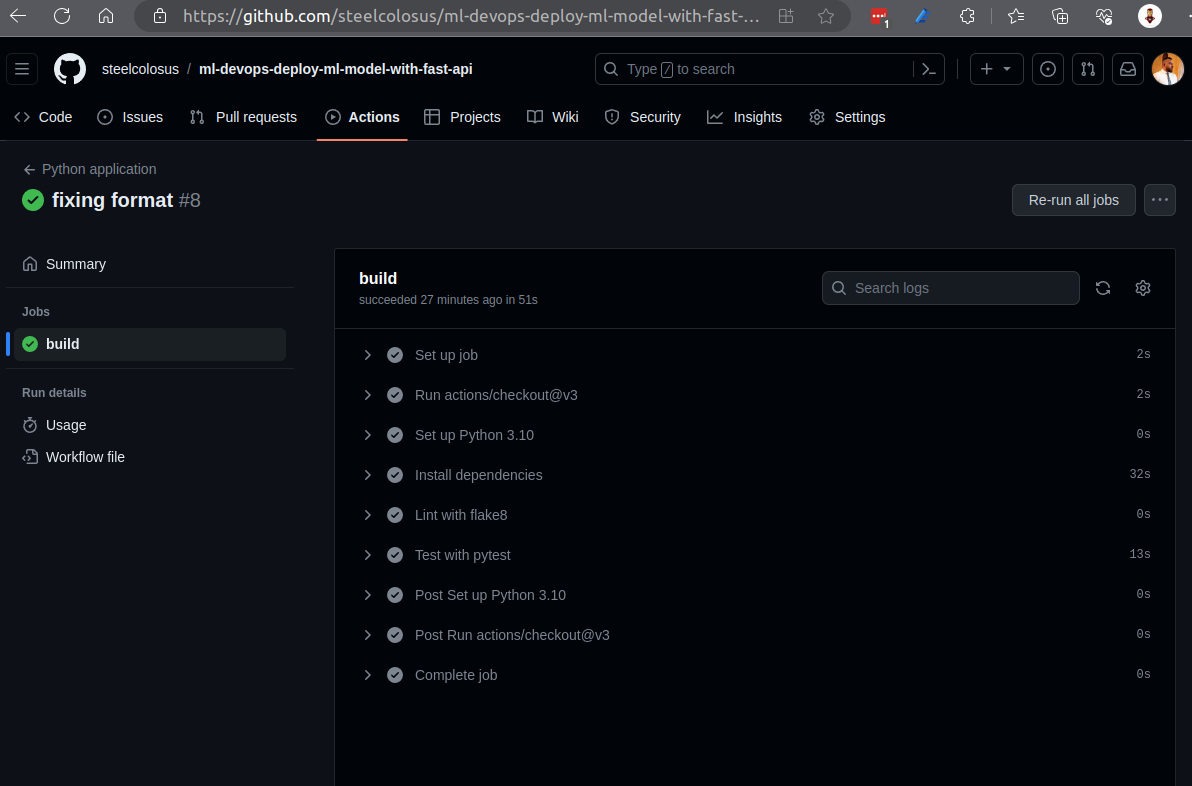 https://github.com/steelcolosus/ml-devops-deploy-ml-model-with-fast-...
1
steelcolosus / ml-devops-deploy-ml-model-with-fast-api
Type / to search
Code Issues Pull requests Actions Projects Wiki Security Insights Settings
Python application
fixing format #8
Re-run all jobs
Summary
Jobs
build
Run details
Usage
Workflow file
build
succeeded 27 minutes ago in 51s
Search logs
Set up job 2s
Run actions/checkout@v3 2s
Set up Python 3.10 0s
Install dependencies 32s
Lint with flake8 0s
Test with pytest 13s
Post Set up Python 3.10 0s
Post Run actions/checkout@v3 0s
Complete job 0s